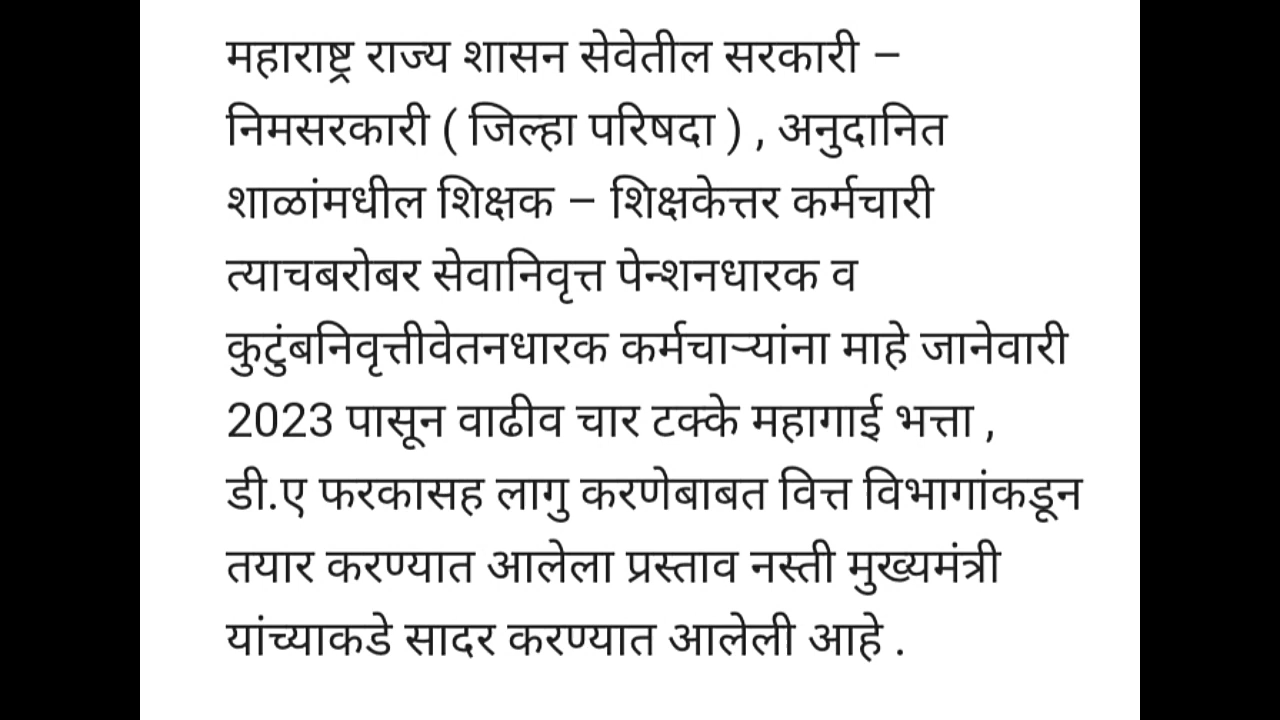 महाराष्ट्र राज्य शासन सेवेतील सरकारी –
निमसरकारी ( जिल्हा परिषदा ) , अनुदानित
शाळांमधील शिक्षक – शिक्षकेत्तर कर्मचारी
त्याचबरोबर सेवानिवृत्त पेन्शनधारक व
कुटुंबनिवृत्तीवेतनधारक कर्मचाऱ्यांना माहे जानेवारी
2023 पासून वाढीव चार टक्के महागाई भत्ता ,
डी.ए फरकासह लागु करणेबाबत वित्त विभागांकडून
तयार करण्यात आलेला प्रस्ताव नस्ती मुख्यमंत्री
यांच्याकडे सादर करण्यात आलेली आहे .